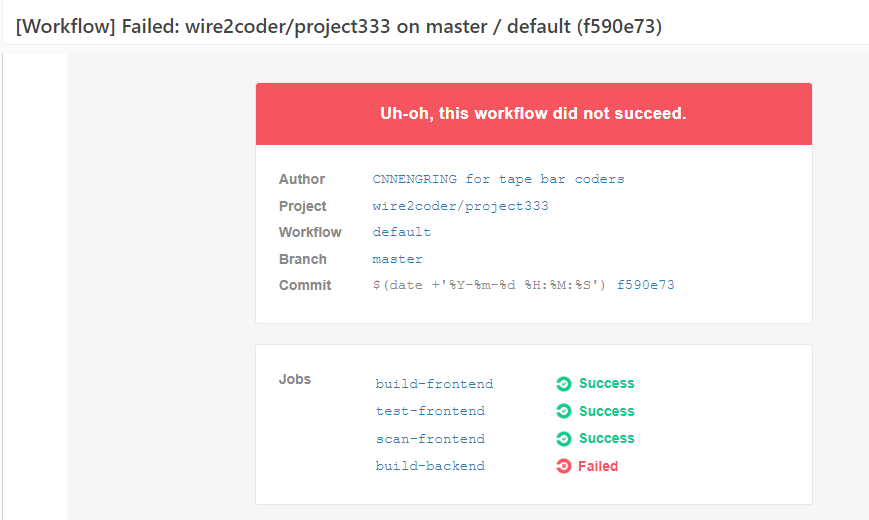 [Workflow] Failed: wire2coder/project333 on master / default (f590e73)
Uh-oh, this workflow did not succeed.
Author CNNENGRING for tape bar coders
Project wire2coder/project333
Workflow default
Branch master
Commit $(date +'%Y-%m-%d %H:%M:%S') f590e73
Jobs build-frontend Success
test-frontend Success
scan-frontend Success
build-backend Failed